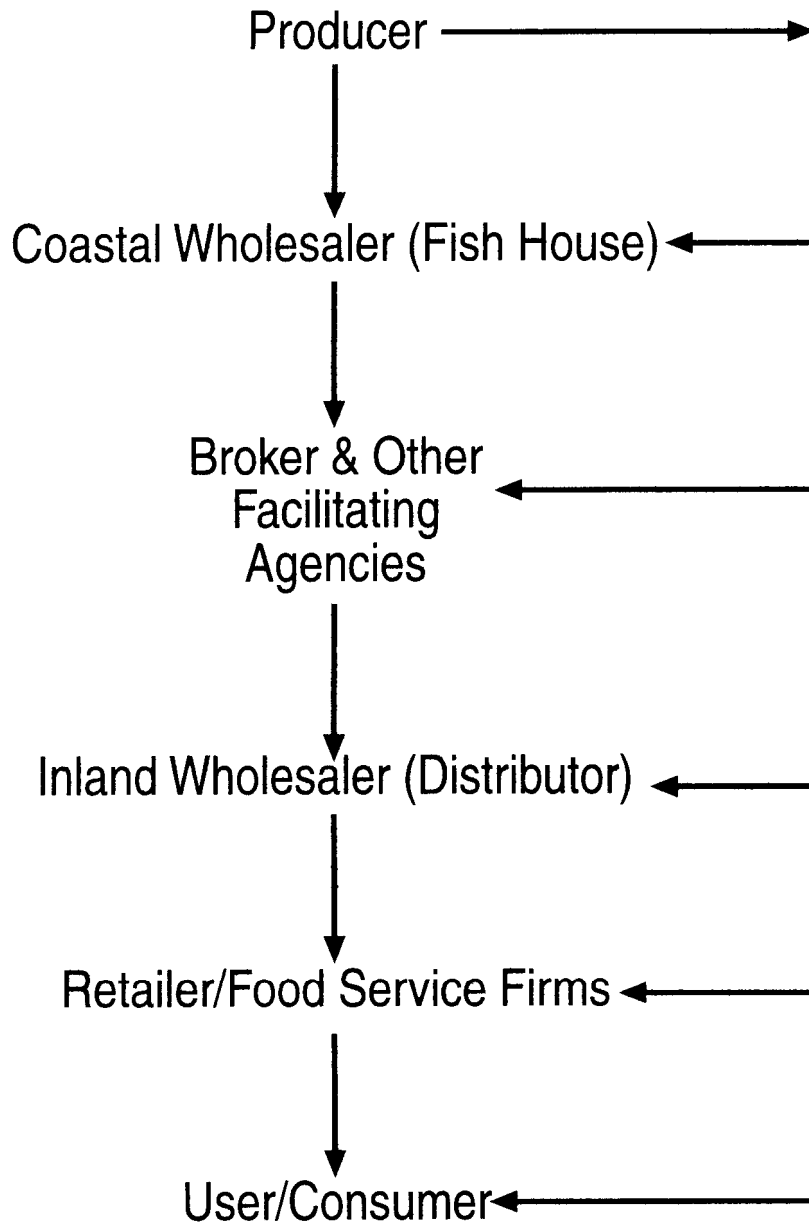 Producer
Coastal Wholesaler (Fish House)
Broker & Other
Facilitating
Agencies
Inland Wholesaler (Distributor)
Retailer/Food Service Firms
User/Consumer